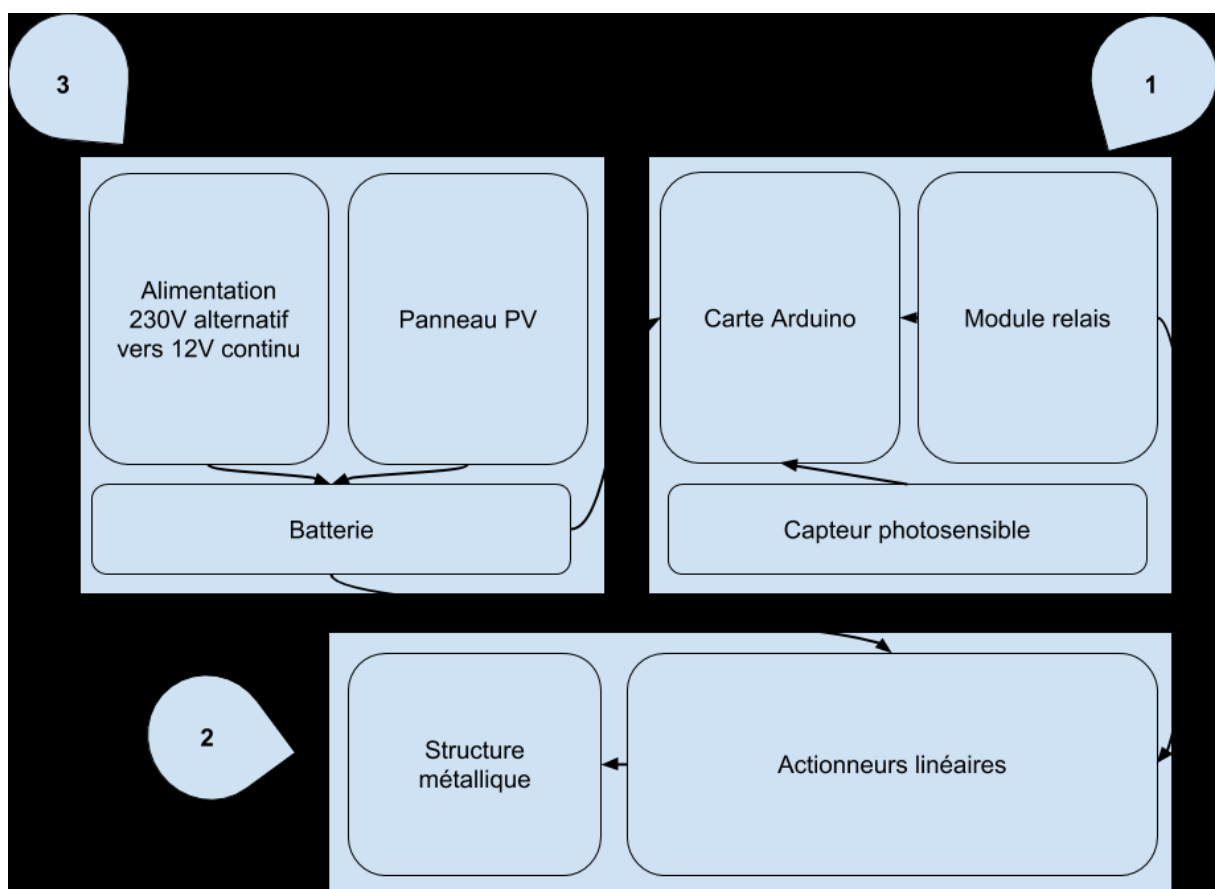 3
1
Alimentation
230V alternatif
vers 12V continu
Panneau PV
Carte Arduino
Module relais
Batterie
Capteur photosensible
2
Structure
métallique
Actionneurs linéaires